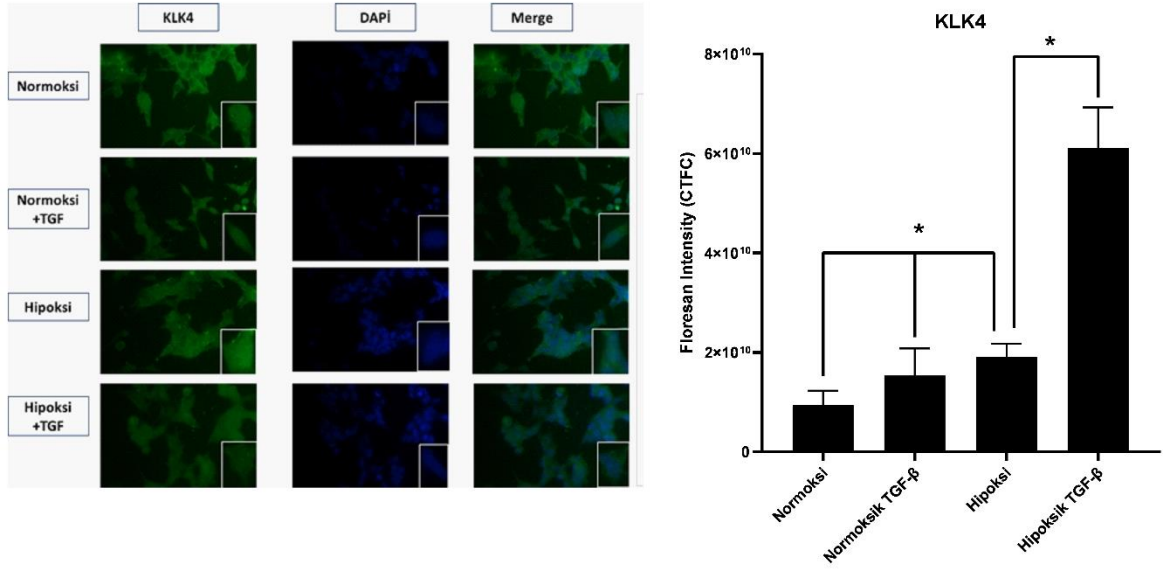 KLK4
DAPİ
Merge
Normoksi
Normoksi
+TGF
Hipoksi
Hipoksi
+TGF
KLK4
Floresan Intensity (CTFC)
8×10¹⁰
6×10¹⁰
4×10¹⁰
2×10¹⁰
0
*
*
Normoksi
Normoksik TGF-β
Hipoksi
Hipoksik TGF-β